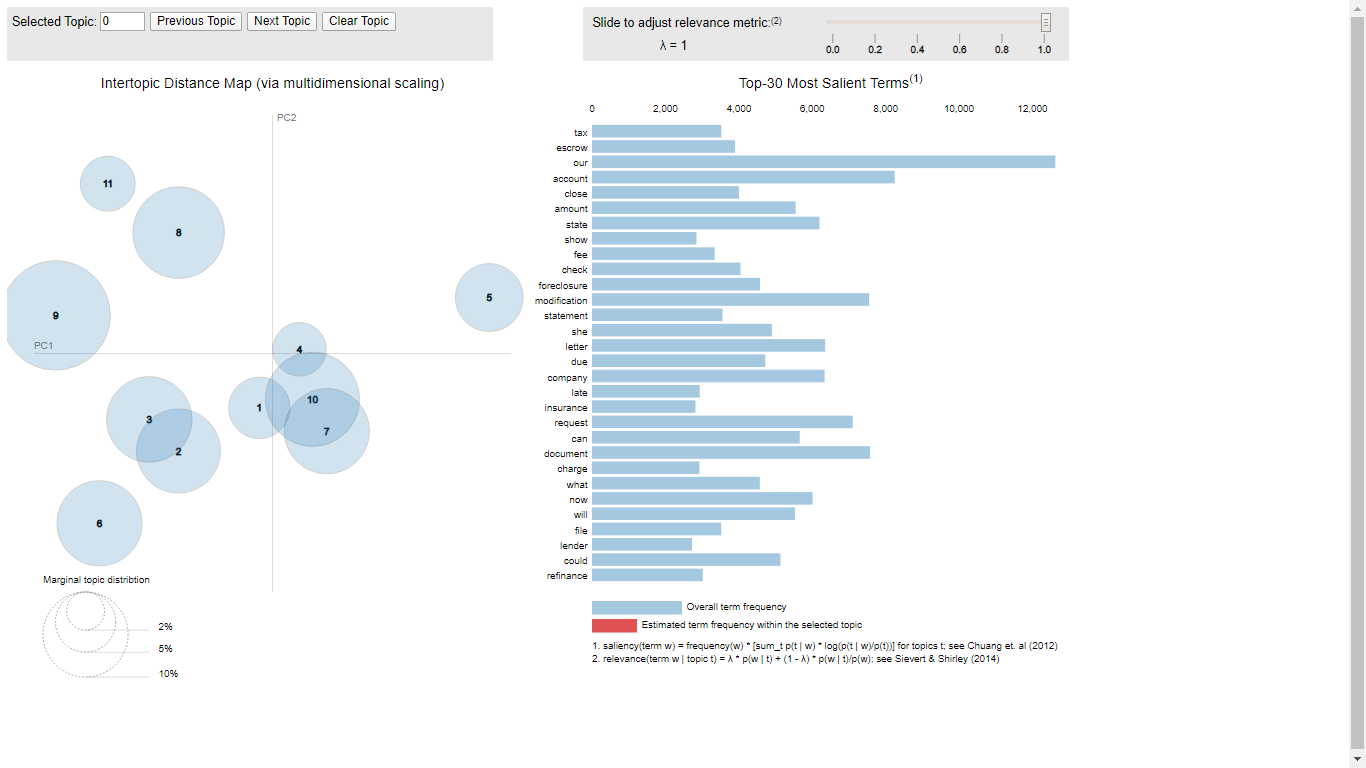 Selected Topic: 0 Previous Topic Next Topic Clear Topic
Slide to adjust relevance metric:(2)
λ = 1
0.0 0.2 0.4 0.6 0.8 1.0
Intertopic Distance Map (via multidimensional scaling)
PC2
PC1
11
8
9
5
4
3
1
10
7
2
6
Marginal topic distribtion
2%
5%
10%
Top-30 Most Salient Terms(1)
0 2,000 4,000 6,000 8,000 10,000 12,000
tax
escrow
our
account
close
amount
state
show
fee
check
foreclosure
modification
statement
she
letter
due
company
late
insurance
request
can
document
charge
what
now
will
file
lender
could
refinance
Overall term frequency
Estimated term frequency within the selected topic
1. saliency(term w) = frequency(w) * [sum_t p(t | w) * log(p(t | w)/p(t))] for topics t; see Chuang et. al (2012)
2. relevance(term w | topic t) = λ * p(w | t) + (1 - λ) * p(w | t)/p(w); see Sievert & Shirley (2014)